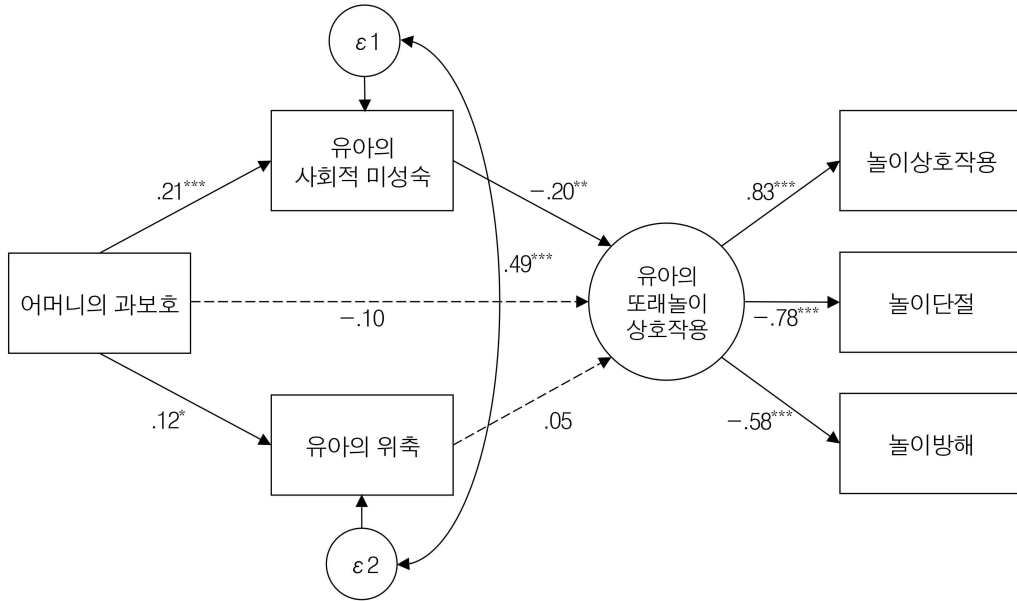 ε1
유아의
사회적 미성숙
.21***
−.20**
놀이상호작용
.83***
.49***
어머니의 과보호
−.10
유아의
또래놀이
상호작용
−.78***
놀이단절
.12*
유아의 위축
.05
−.58***
놀이방해
ε2